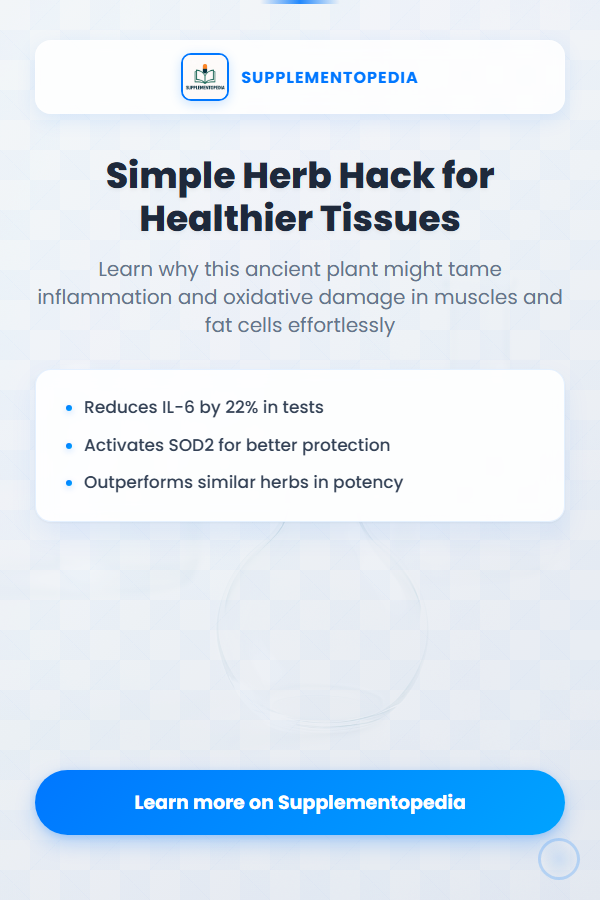 SUPPLEMENTOPEDIA
SUPPLEMENTOPEDIA
Simple Herb Hack for
Healthier Tissues
Learn why this ancient plant might tame
inflammation and oxidative damage in muscles and
fat cells effortlessly
Reduces IL-6 by 22% in tests
Activates SOD2 for better protection
Outperforms similar herbs in potency
Learn more on Supplementopedia